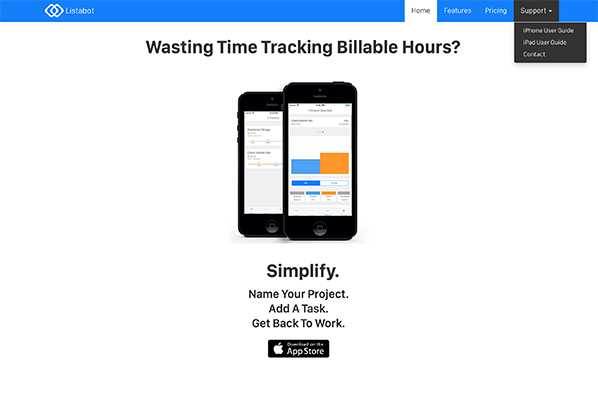 Listabot
Home
Features
Pricing
Support
iPhone User Guide
iPad User Guide
Contact
Wasting Time Tracking Billable Hours?
Simplify.
Name Your Project.
Add A Task.
Get Back To Work.
Download on the
App Store